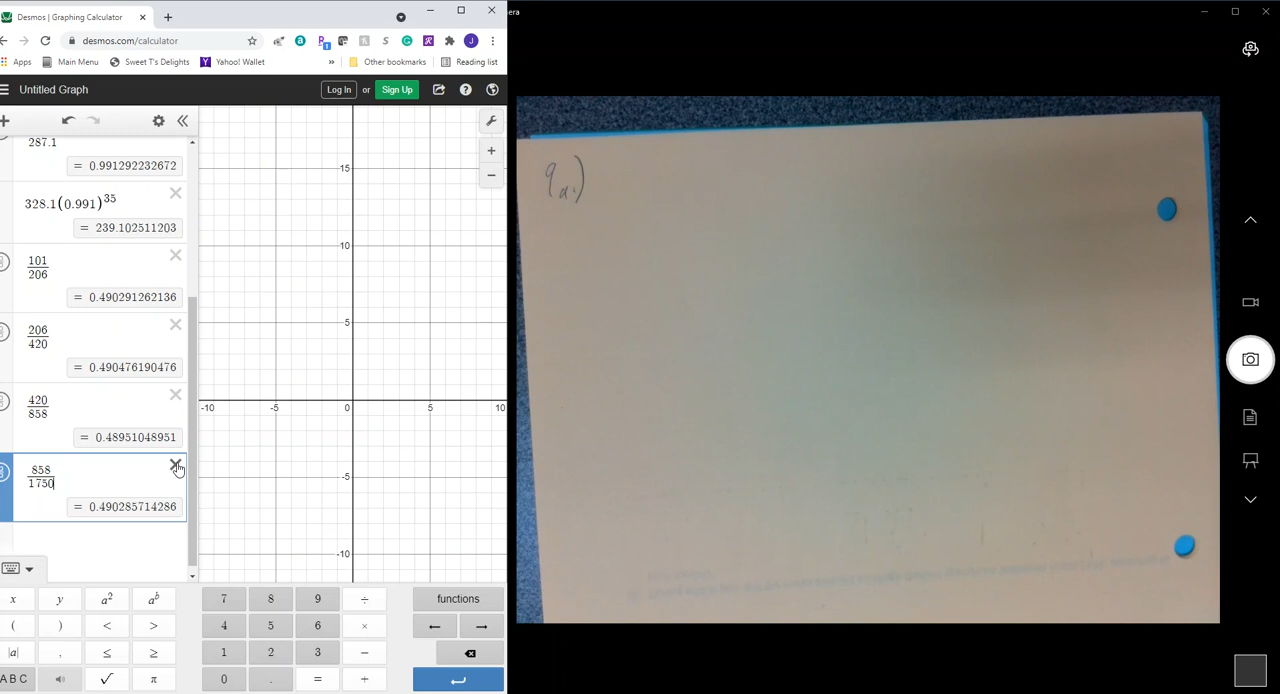 Desmos | Graphing Calculator
era
desmos.com/calculator
Apps
Main Menu
Sweet T's Delights
Yahoo! Wallet
»
Other bookmarks
Reading list
Untitled Graph
Log In or Sign Up
287.1
= 0.991292232672
328.1(0.991)^35
= 239.102511203
101
206
= 0.490291262136
206
420
= 0.490476190476
420
858
= 0.48951048951
858
1750
= 0.490285714286
15
10
5
-10 -5 0 5 10
-5
-10
x y a² aᵇ 7 8 9 ÷ functions
( ) < > 4 5 6 × ← →
|a| , ≤ ≥ 1 2 3 −
A B C √ π 0 . = +
9a.)